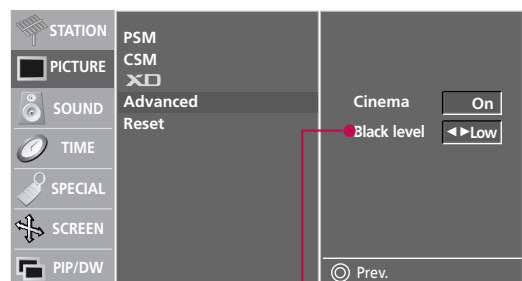 STATION
PICTURE
SOUND
TIME
SPECIAL
SCREEN
PIP/DW
PSM
CSM
XD
Advanced
Reset
Cinema On
Black level ◄►Low
Prev.